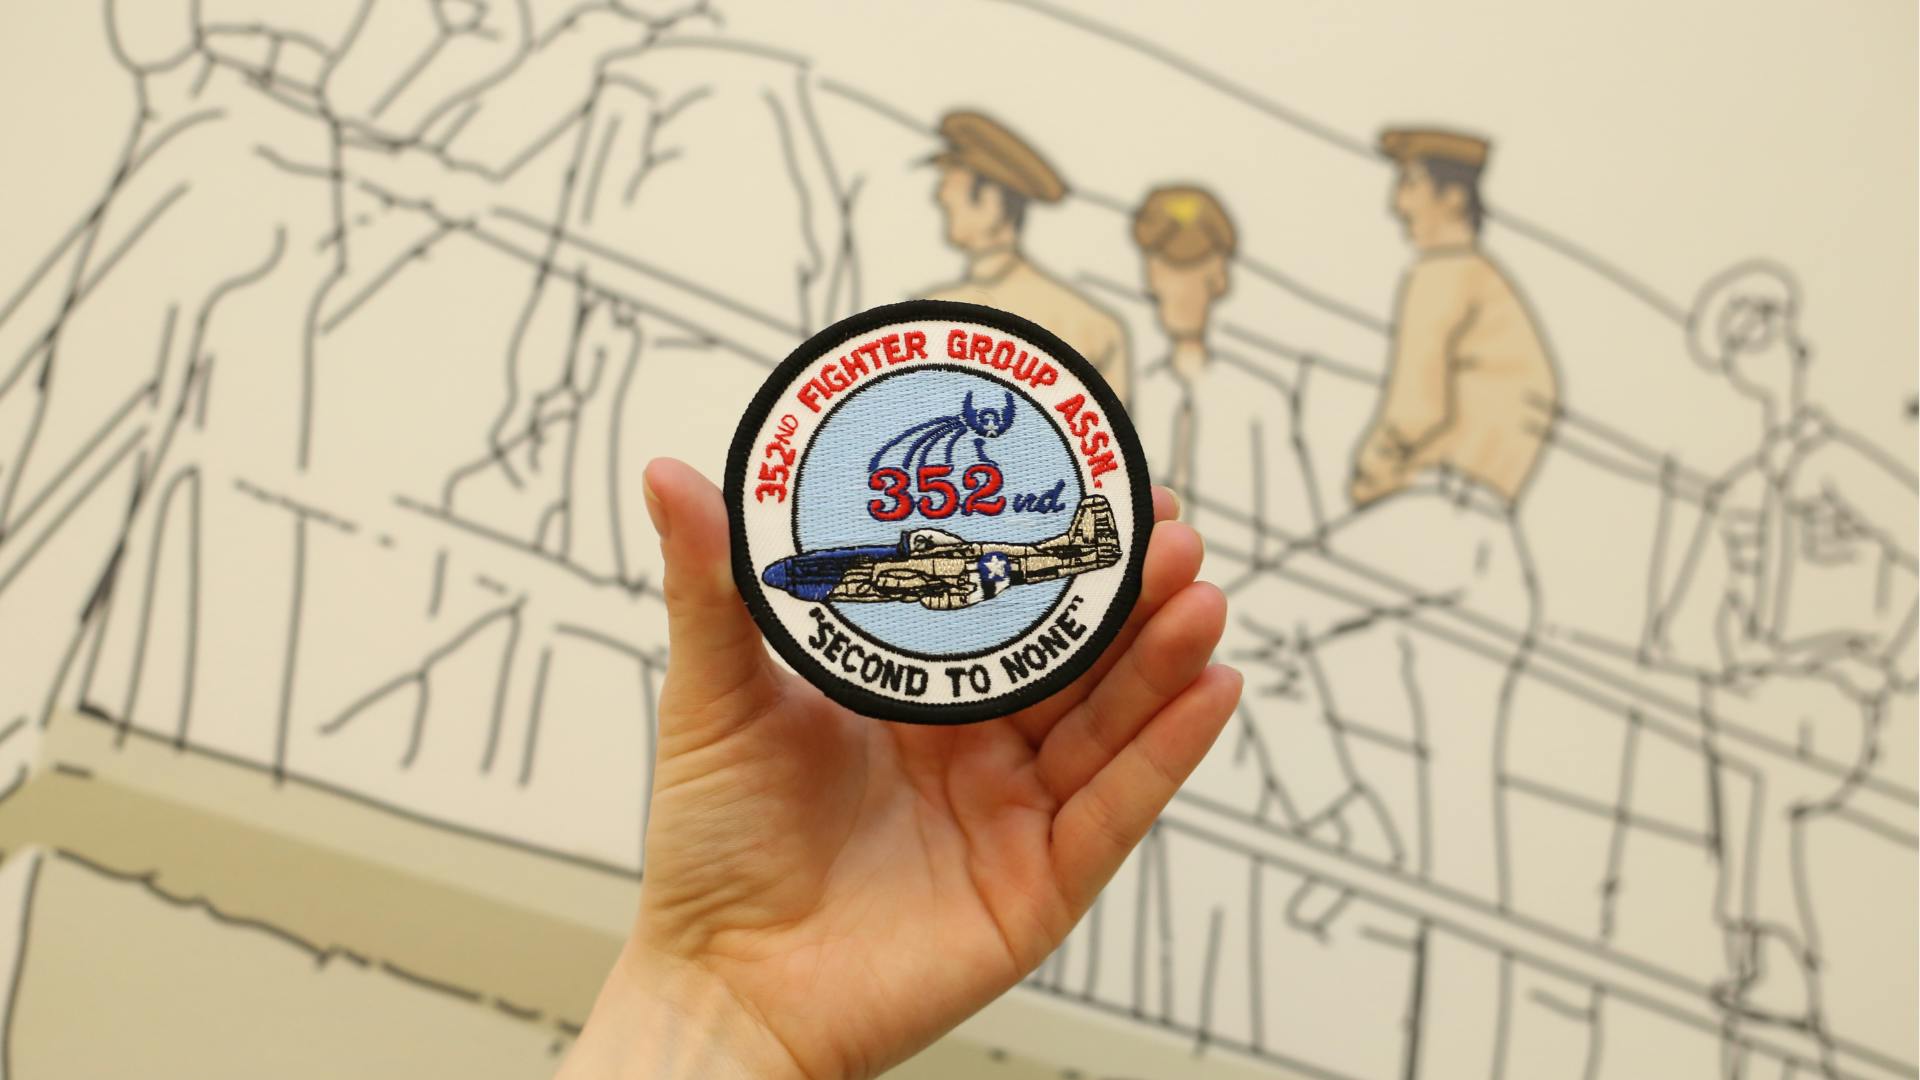 352ND FIGHTER GROUP ASSN.
352nd
"SECOND TO NONE"